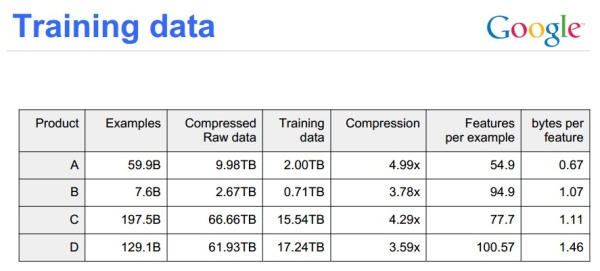 Training data
Google
Product Examples Compressed Raw data Training data Compression Features per example bytes per feature
A 59.9B 9.98TB 2.00TB 4.99x 54.9 0.67
B 7.6B 2.67TB 0.71TB 3.78x 94.9 1.07
C 197.5B 66.66TB 15.54TB 4.29x 77.7 1.11
D 129.1B 61.93TB 17.24TB 3.59x 100.57 1.46